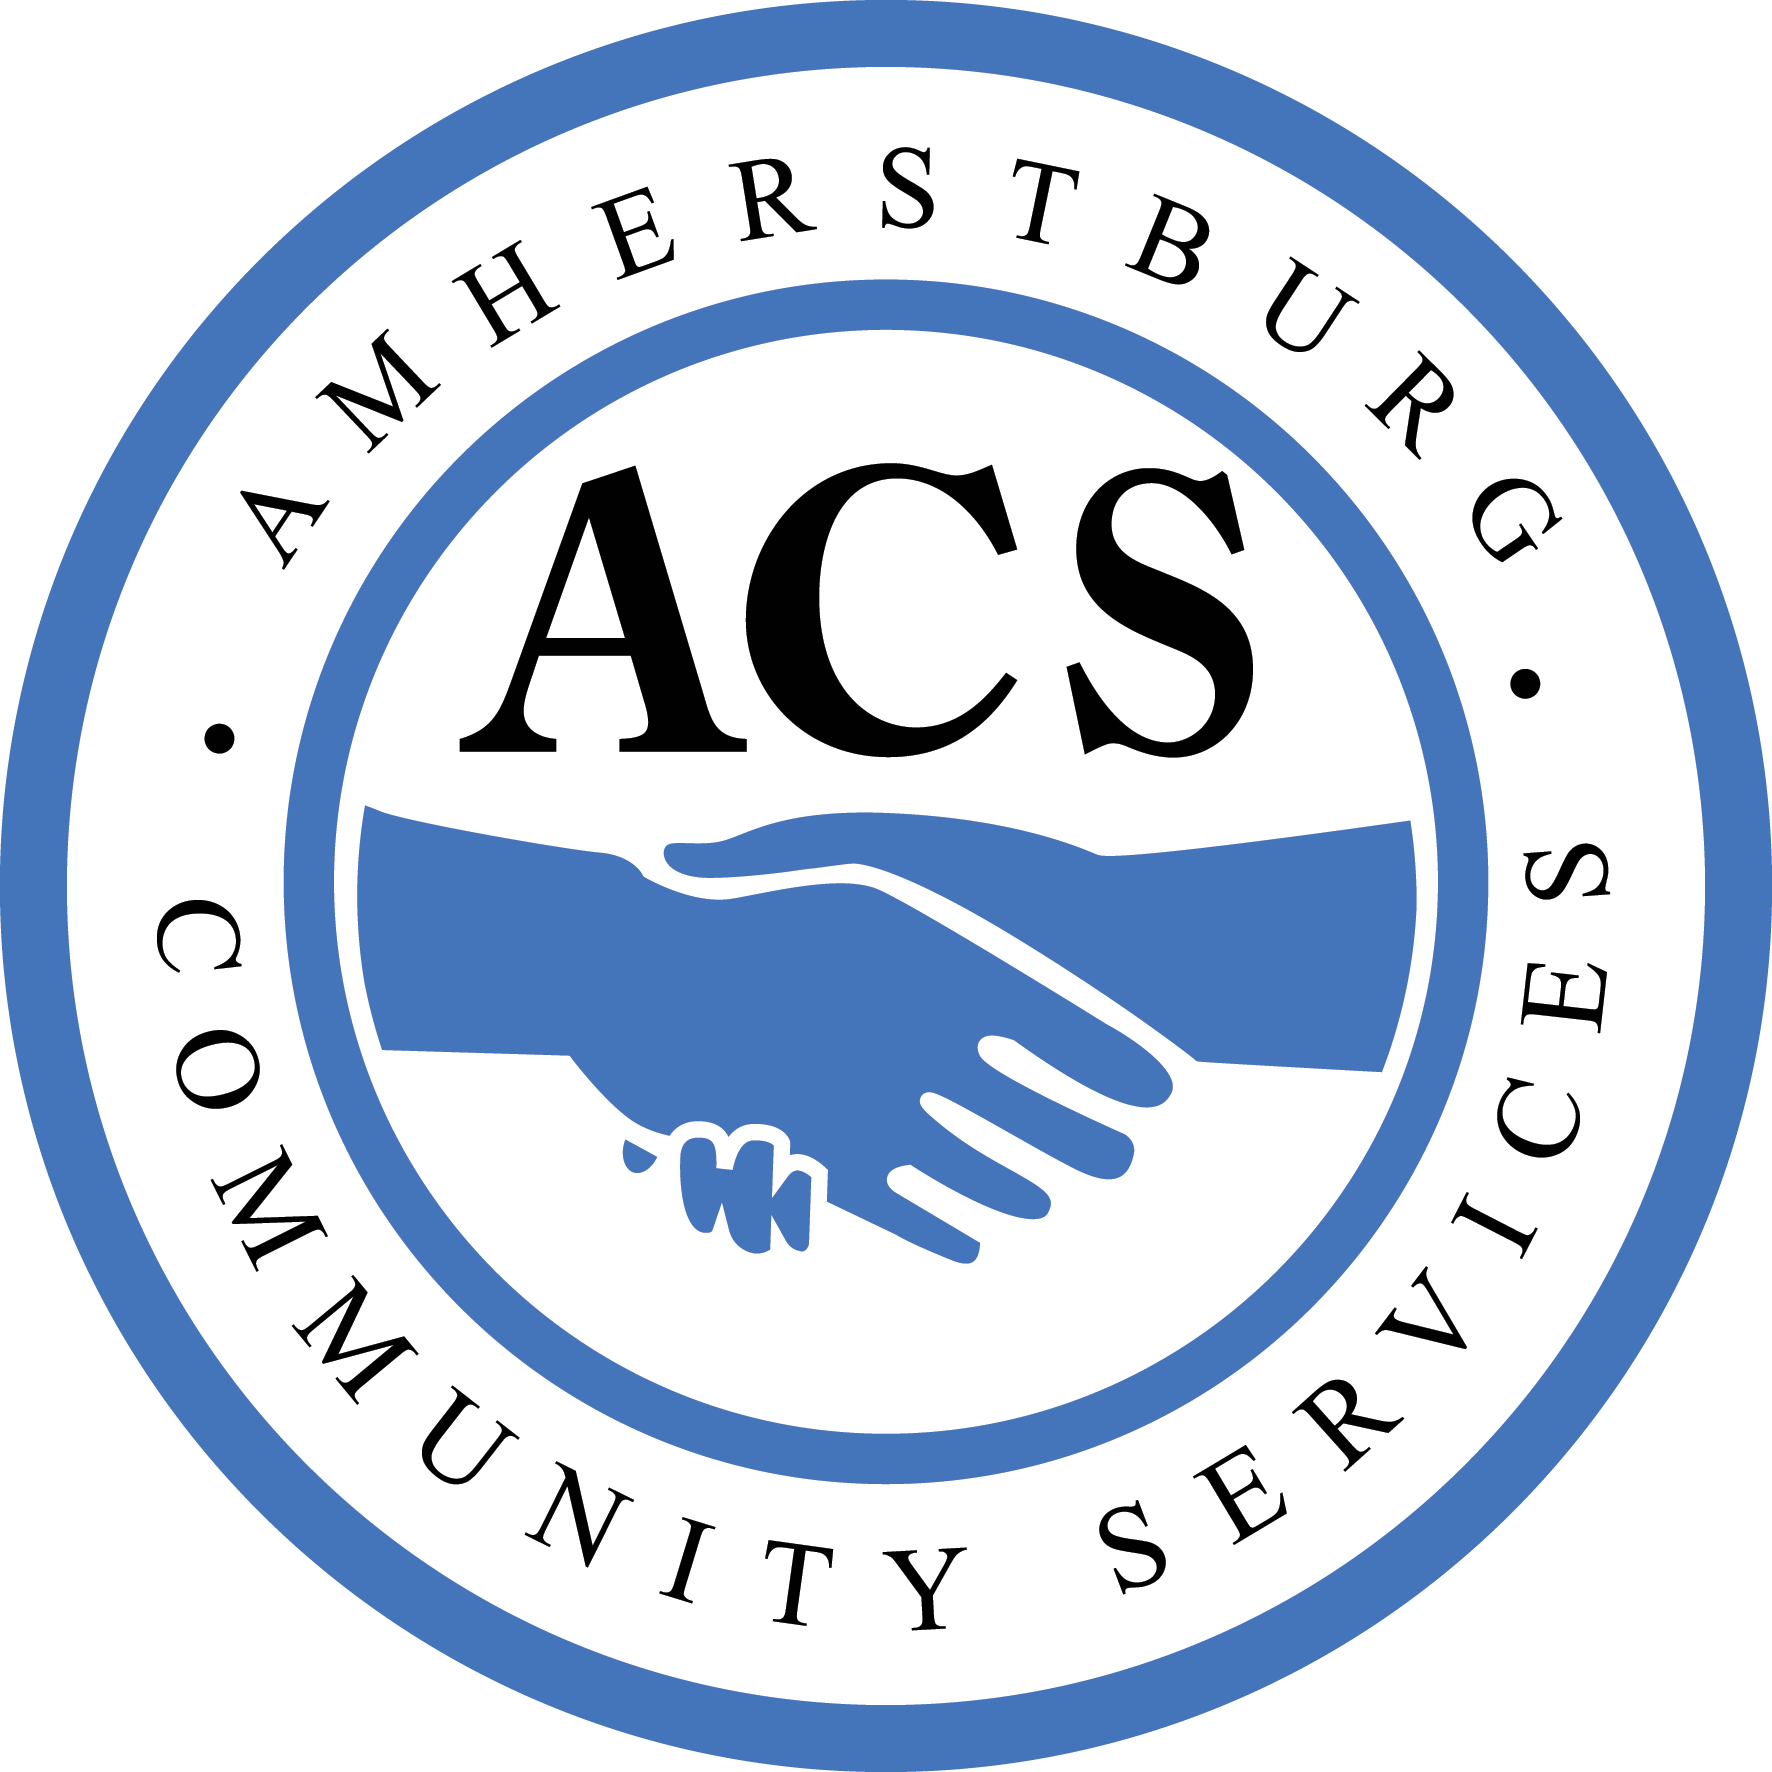 AMHERSTBURG
ACS
• COMMUNITY SERVICES •